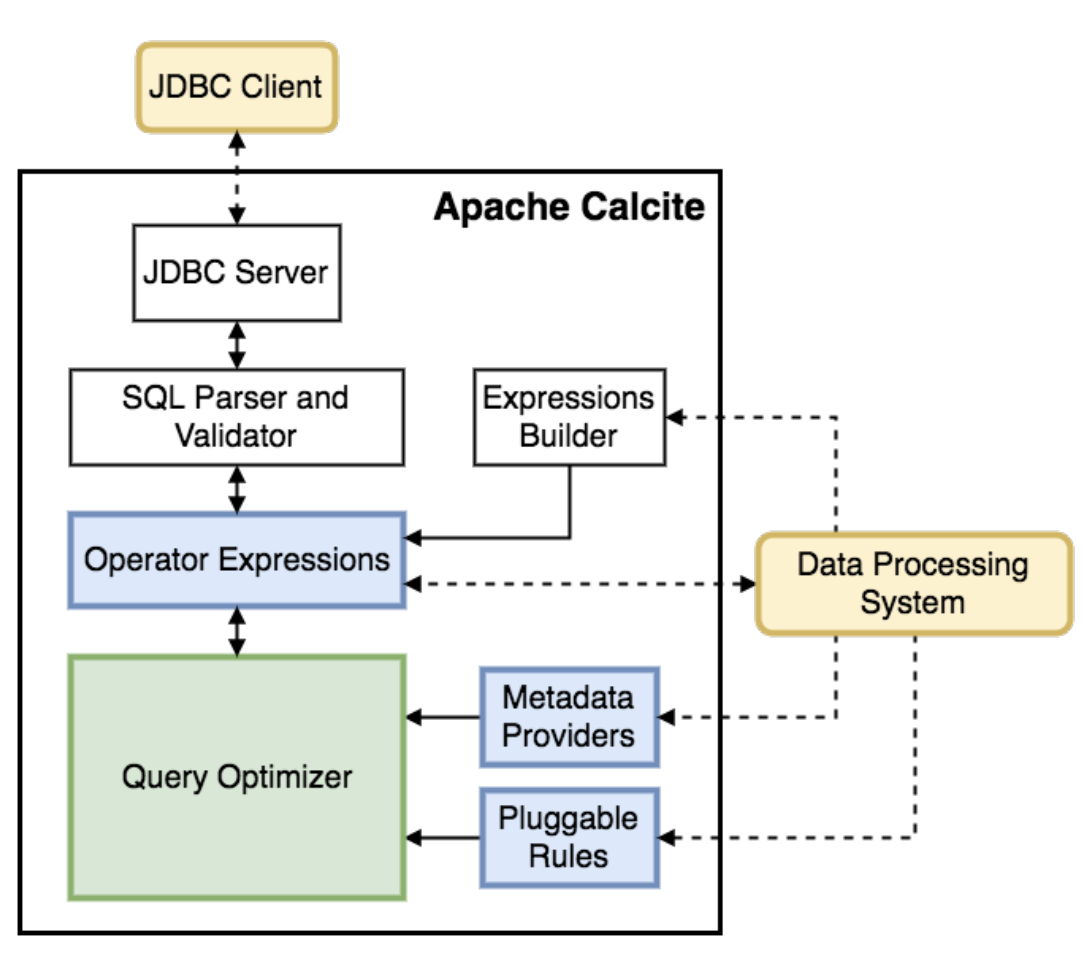 JDBC Client
Apache Calcite
JDBC Server
SQL Parser and
Validator
Expressions
Builder
Operator Expressions
Data Processing
System
Metadata
Providers
Query Optimizer
Pluggable
Rules